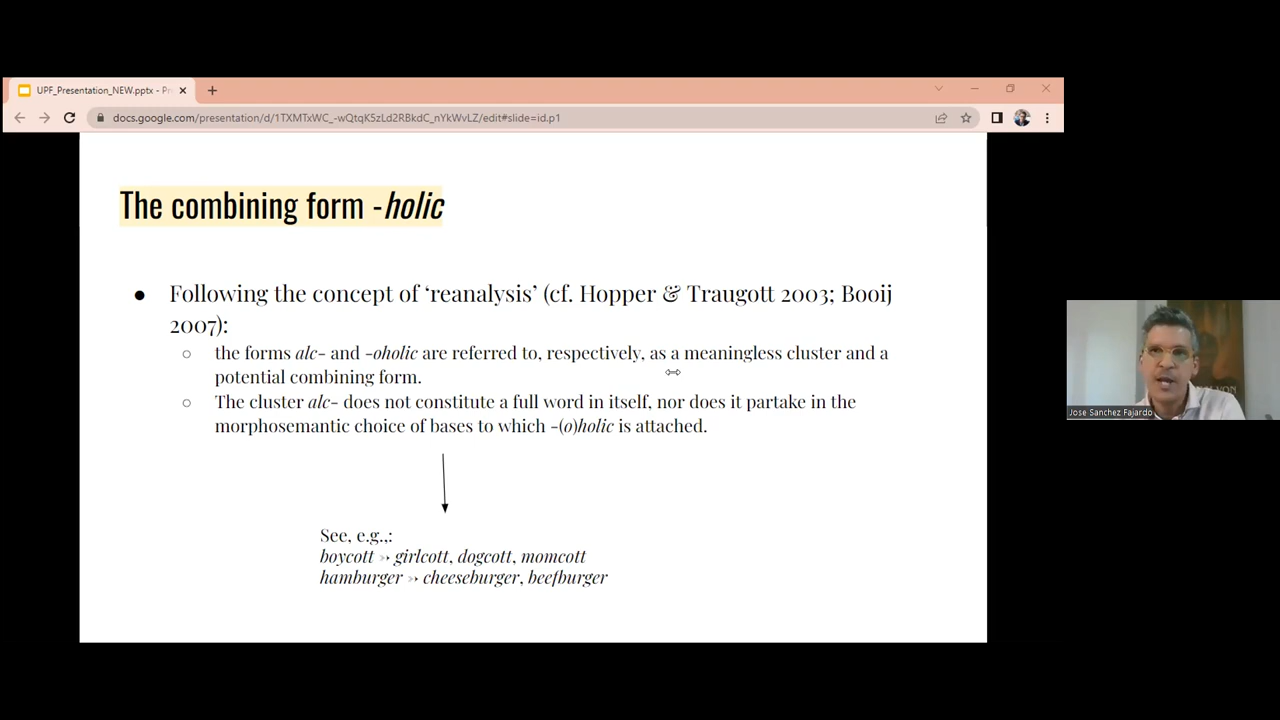 UPF_Presentation_NEW.pptx - Pr
docs.google.com/presentation/d/1TXMTxWC_-wQtqK5zLd2RBkdC_nYkWvLZ/edit#slide=id.p1
The combining form -holic
● Following the concept of ‘reanalysis’ (cf. Hopper & Traugott 2003; Booij
2007):
○ the forms alc- and -oholic are referred to, respectively, as a meaningless cluster and a
potential combining form.
○ The cluster alc- does not constitute a full word in itself, nor does it partake in the
morphosemantic choice of bases to which -(o)holic is attached.
See, e.g.,:
boycott ➳ girlcott, dogcott, momcott
hamburger ➳ cheeseburger, beefburger
Jose Sanchez Fajardo